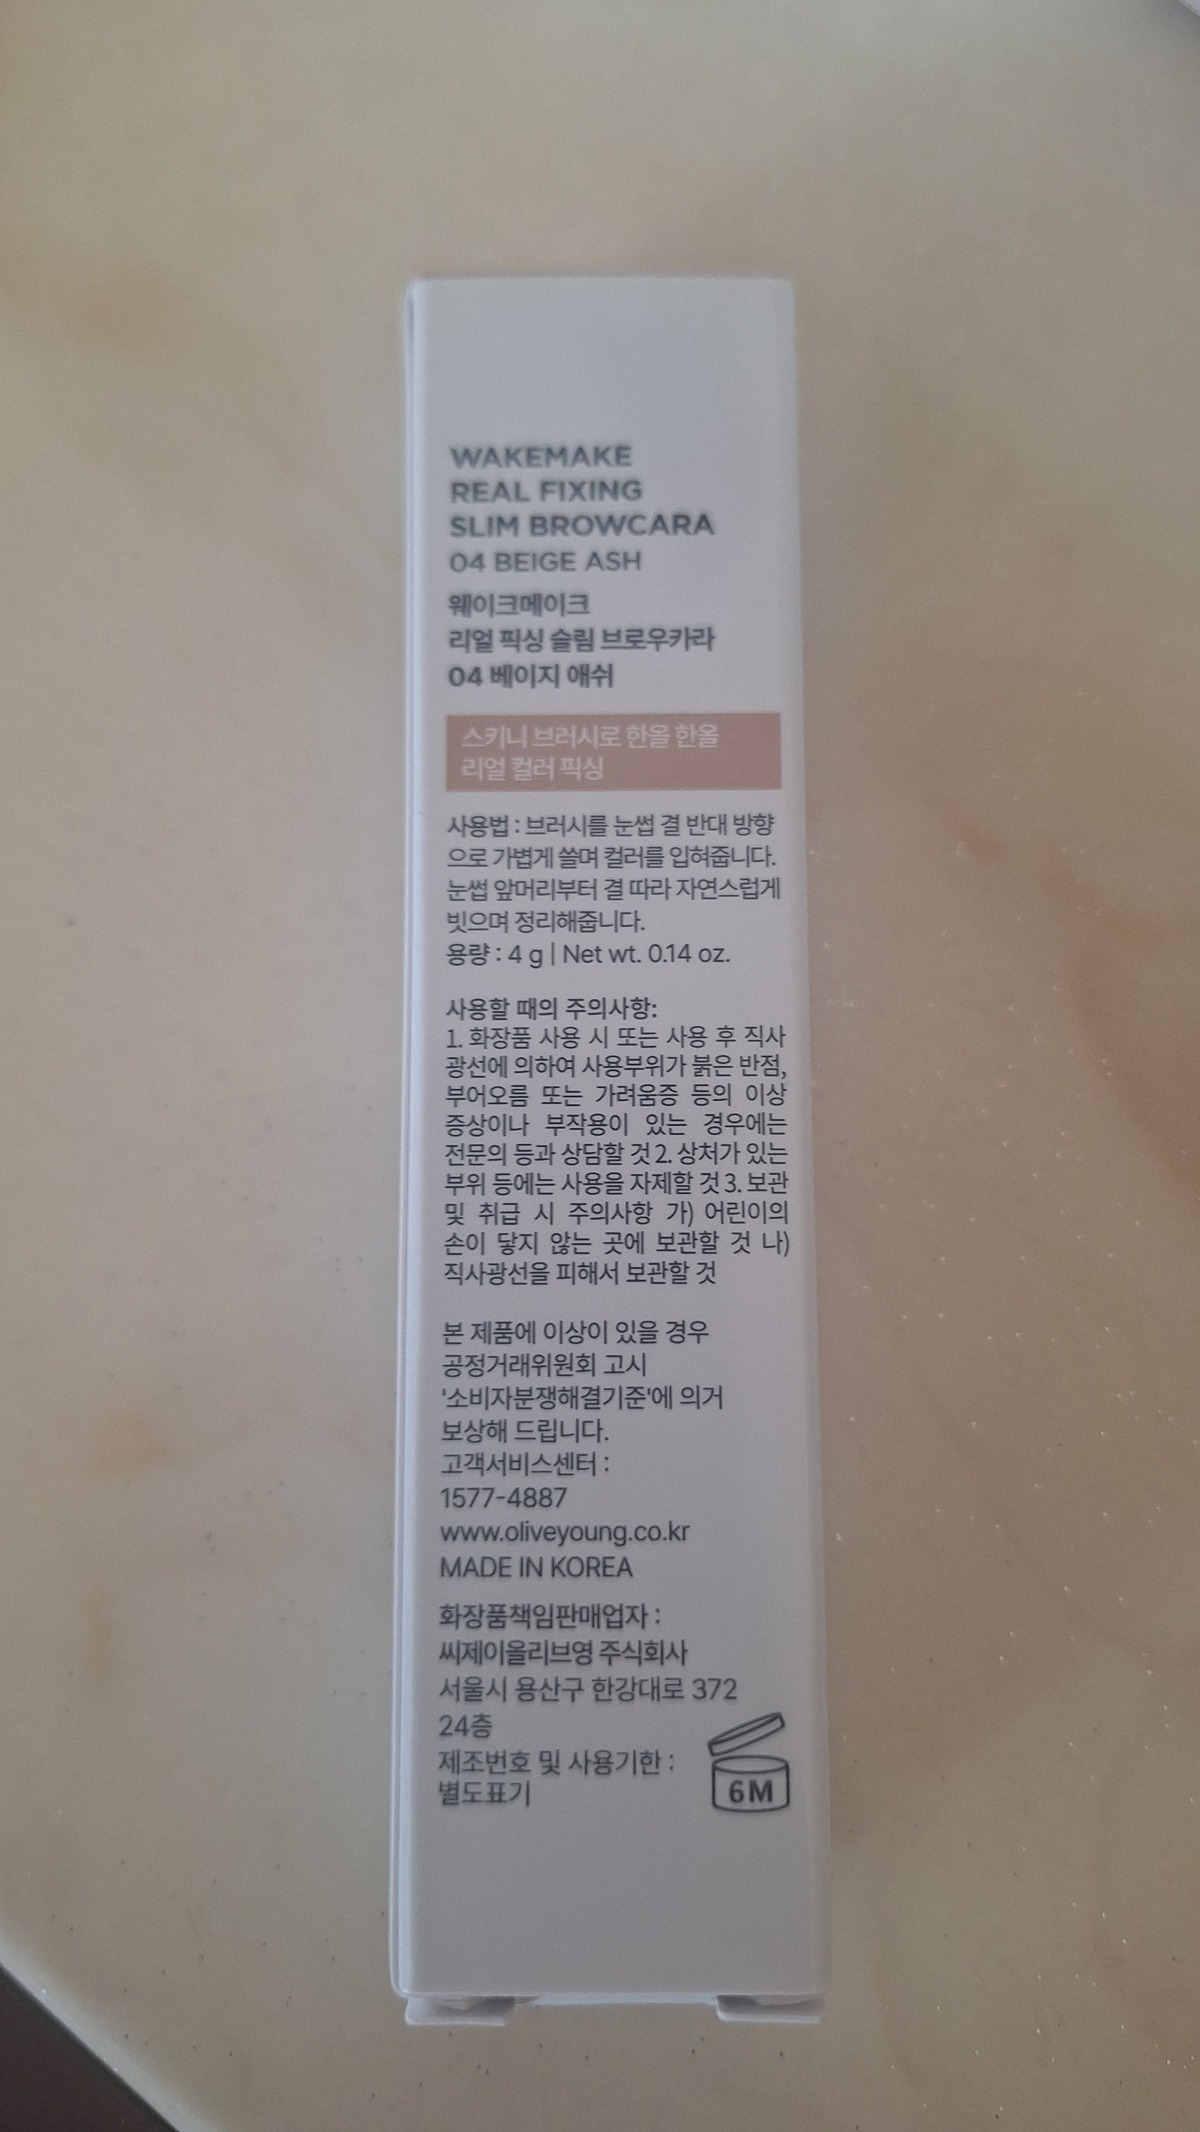 WAKEMAKE
REAL FIXING
SLIM BROWCARA
04 BEIGE ASH
웨이크메이크
리얼 픽싱 슬림 브로우카라
04 베이지 애쉬
스키니 브러시로 한올 한올
리얼 컬러 픽싱
사용법 : 브러시를 눈썹 결 반대 방향
으로 가볍게 쓸며 컬러를 입혀줍니다.
눈썹 앞머리부터 결 따라 자연스럽게
빗으며 정리해줍니다.
용량 : 4 g | Net wt. 0.14 oz.
사용할 때의 주의사항:
1. 화장품 사용 시 또는 사용 후 직사
광선에 의하여 사용부위가 붉은 반점,
부어오름 또는 가려움증 등의 이상
증상이나 부작용이 있는 경우에는
전문의 등과 상담할 것 2. 상처가 있는
부위 등에는 사용을 자제할 것 3. 보관
및 취급 시 주의사항 가) 어린이의
손이 닿지 않는 곳에 보관할 것 나)
직사광선을 피해서 보관할 것
본 제품에 이상이 있을 경우
공정거래위원회 고시
'소비자분쟁해결기준'에 의거
보상해 드립니다.
고객서비스센터 :
1577-4887
www.oliveyoung.co.kr
MADE IN KOREA
화장품책임판매업자 :
씨제이올리브영 주식회사
서울시 용산구 한강대로 372
24층
제조번호 및 사용기한 :
별도표기
6M